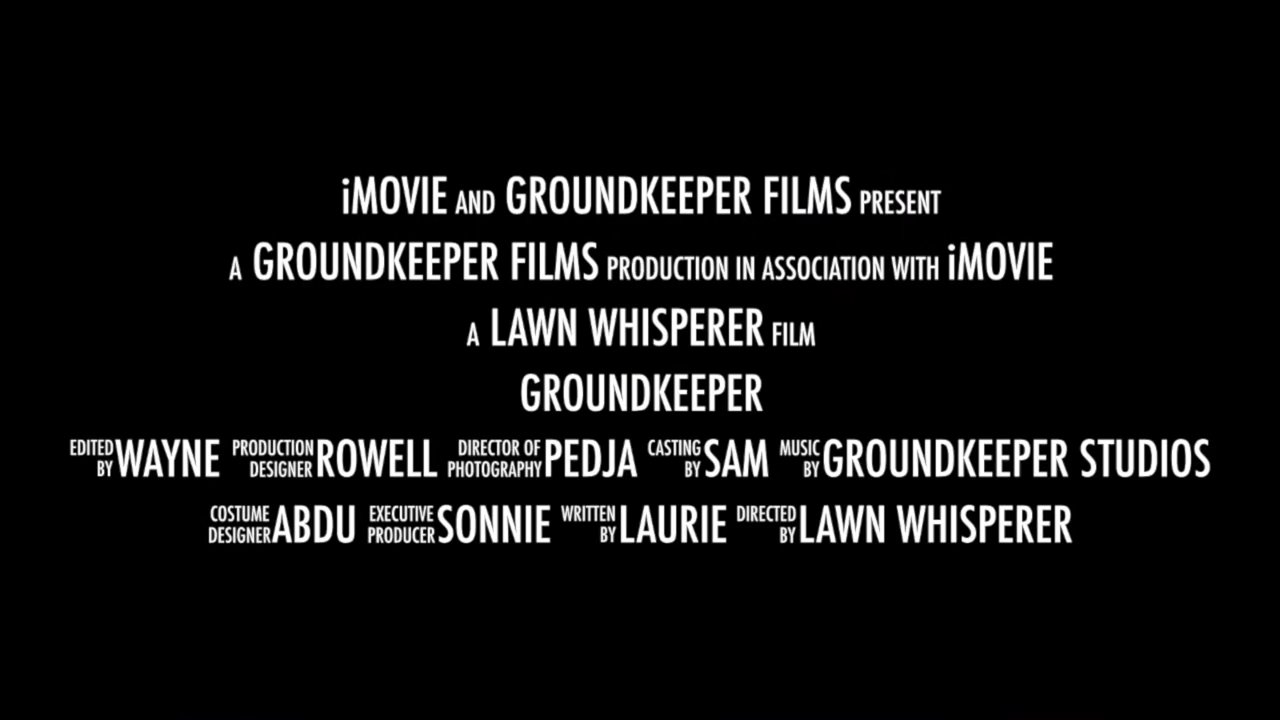 iMOVIE AND GROUNDKEEPER FILMS PRESENT
A GROUNDKEEPER FILMS PRODUCTION IN ASSOCIATION WITH iMOVIE
A LAWN WHISPERER FILM
GROUNDKEEPER
EDITED BY WAYNE PRODUCTION DESIGNER ROWELL DIRECTOR OF PHOTOGRAPHY PEDJA CASTING BY SAM MUSIC BY GROUNDKEEPER STUDIOS
COSTUME DESIGNER ABDU EXECUTIVE PRODUCER SONNIE WRITTEN BY LAURIE DIRECTED BY LAWN WHISPERER